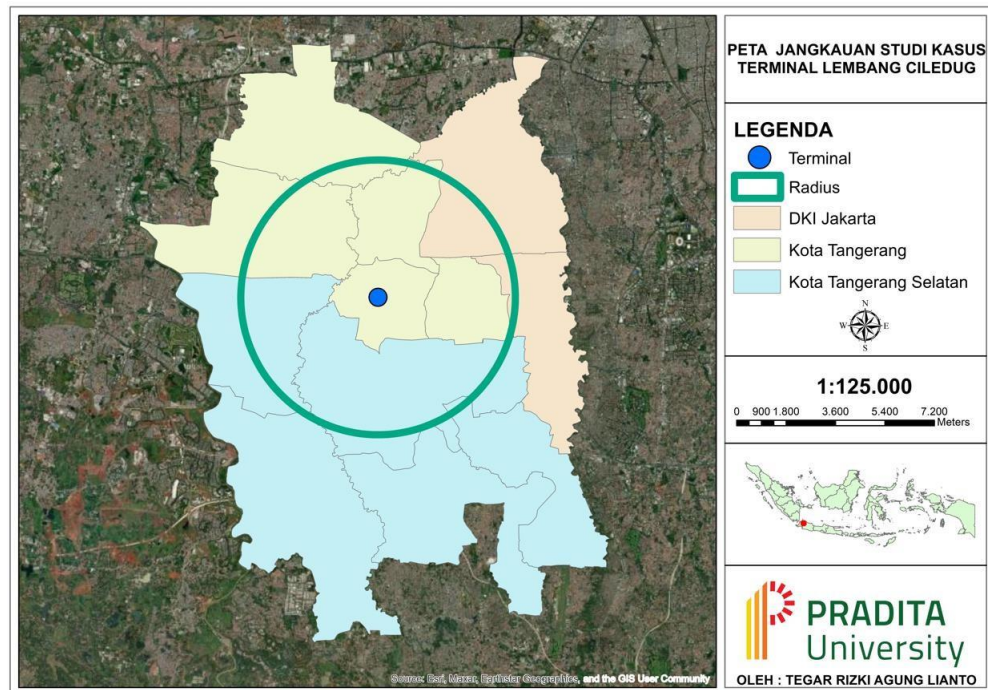 PETA JANGKAUAN STUDI KASUS
TERMINAL LEMBANG CILEDUG
LEGENDA
Terminal
Radius
DKI Jakarta
Kota Tangerang
Kota Tangerang Selatan
N
W E
S
1:125.000
0 900 1.800 3.600 5.400 7.200
Meters
PRADITA
University
OLEH : TEGAR RIZKI AGUNG LIANTO
Source: Esri, Maxar, Earthstar Geographics, and the GIS User Community